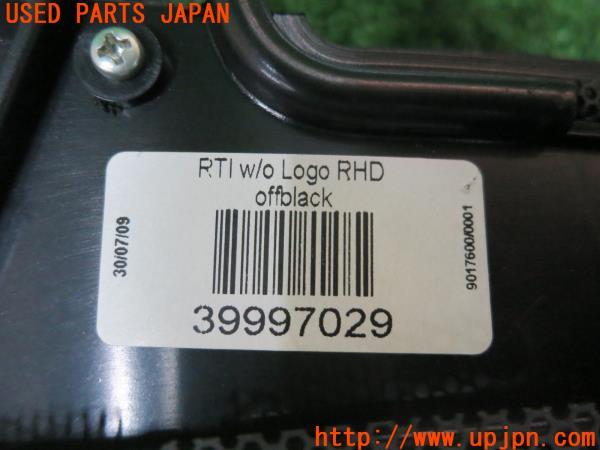 USED PARTS JAPAN
RTI w/o Logo RHD
offblack
30/07/09
9017600/0001
39997029
http://www.upjpn.com